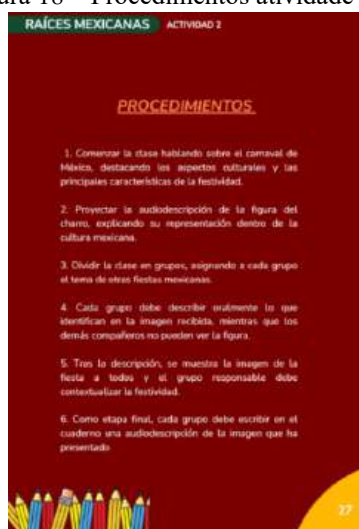 Procedimentos atividade
RAÍCES MEXICANAS ACTIVIDAD 2
PROCEDIMIENTOS
1. Comenzar la clase hablando sobre el carnaval de
México, destacando los aspectos culturales y las
principales características de la festividad.
2. Proyectar la audiodescripción de la figura del
charro, explicando su representación dentro de la
cultura mexicana.
3. Dividir la clase en grupos, asignando a cada grupo
el tema de otras fiestas mexicanas.
4. Cada grupo debe describir oralmente lo que
identifican en la imagen recibida, mientras que los
demás compañeros no pueden ver la figura.
5. Tras la descripción, se muestra la imagen de la
fiesta a todos y el grupo responsable debe
contextualizar la festividad.
6. Como etapa final, cada grupo debe escribir en el
cuaderno una audiodescripción de la imagen que ha
presentado
27